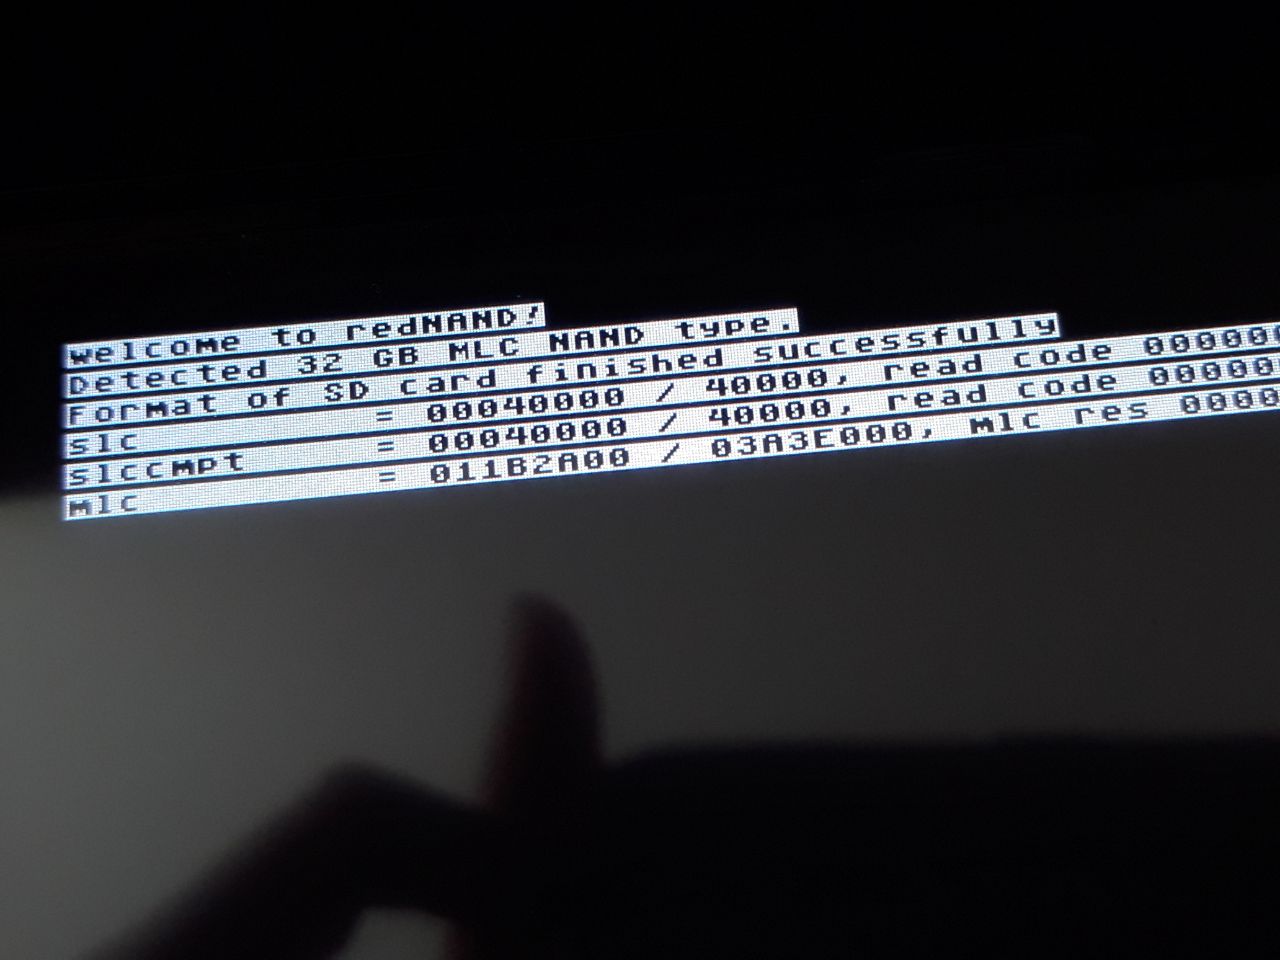 welcome to redNAND!
Detected 32 GB MLC NAND type.
Format of SD card finished successfully
slc = 00040000 / 40000, read code 000000
slccmpt = 00040000 / 40000, read code 00000
mlc = 011B2A00 / 03A3E000, mlc res 0000